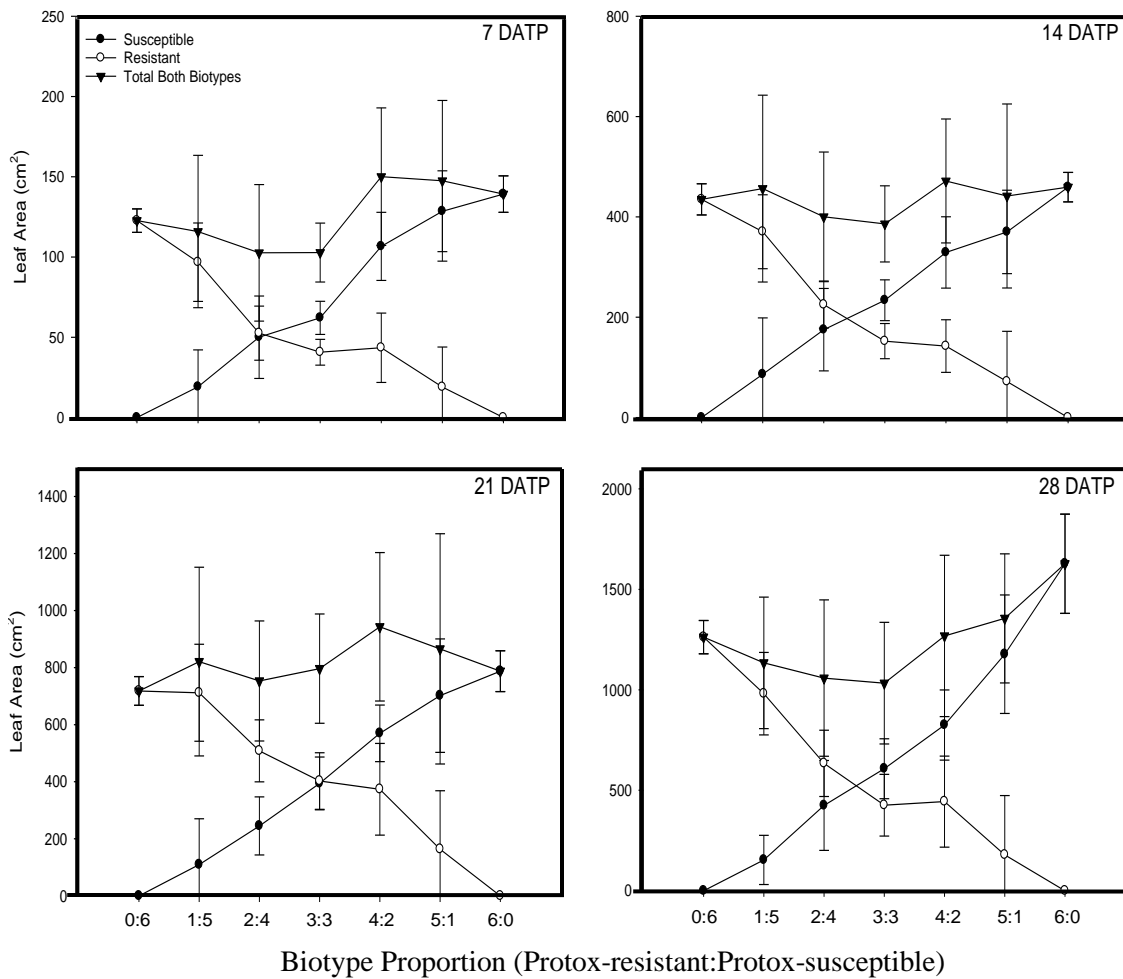 250
200
150
100
50
0
Leaf Area (cm²)
7 DATP
Susceptible
Resistant
Total Both Biotypes
800
600
400
200
0
14 DATP
1400
1200
1000
800
600
400
200
0
Leaf Area (cm²)
21 DATP
0:6 1:5 2:4 3:3 4:2 5:1 6:0
2000
1500
1000
500
0
28 DATP
0:6 1:5 2:4 3:3 4:2 5:1 6:0
Biotype Proportion (Protox-resistant:Protox-susceptible)